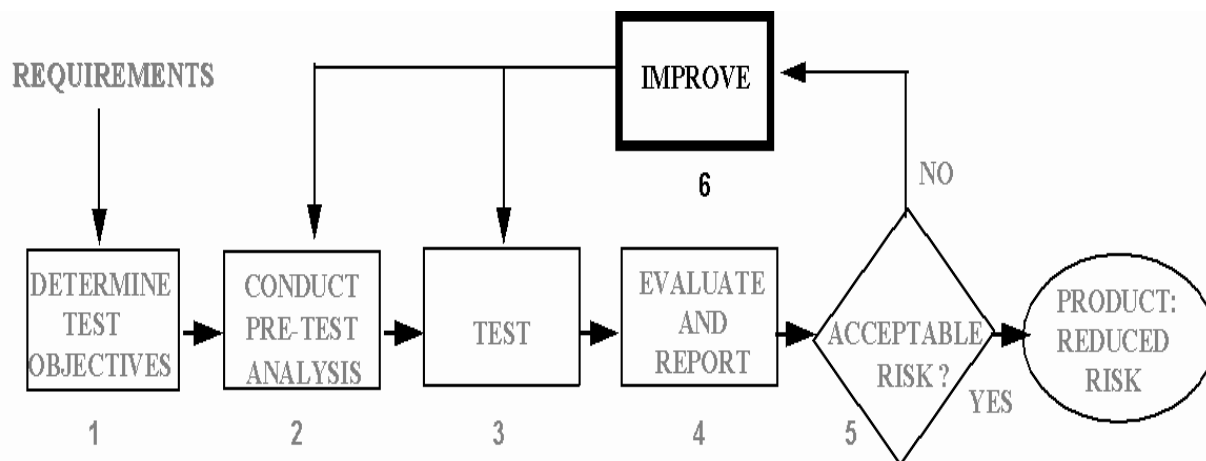 REQUIREMENTS
IMPROVE
6
NO
DETERMINE
TEST
OBJECTIVES
1
CONDUCT
PRE-TEST
ANALYSIS
2
TEST
3
EVALUATE
AND
REPORT
4
ACCEPTABLE
RISK ?
5
YES
PRODUCT:
REDUCED
RISK